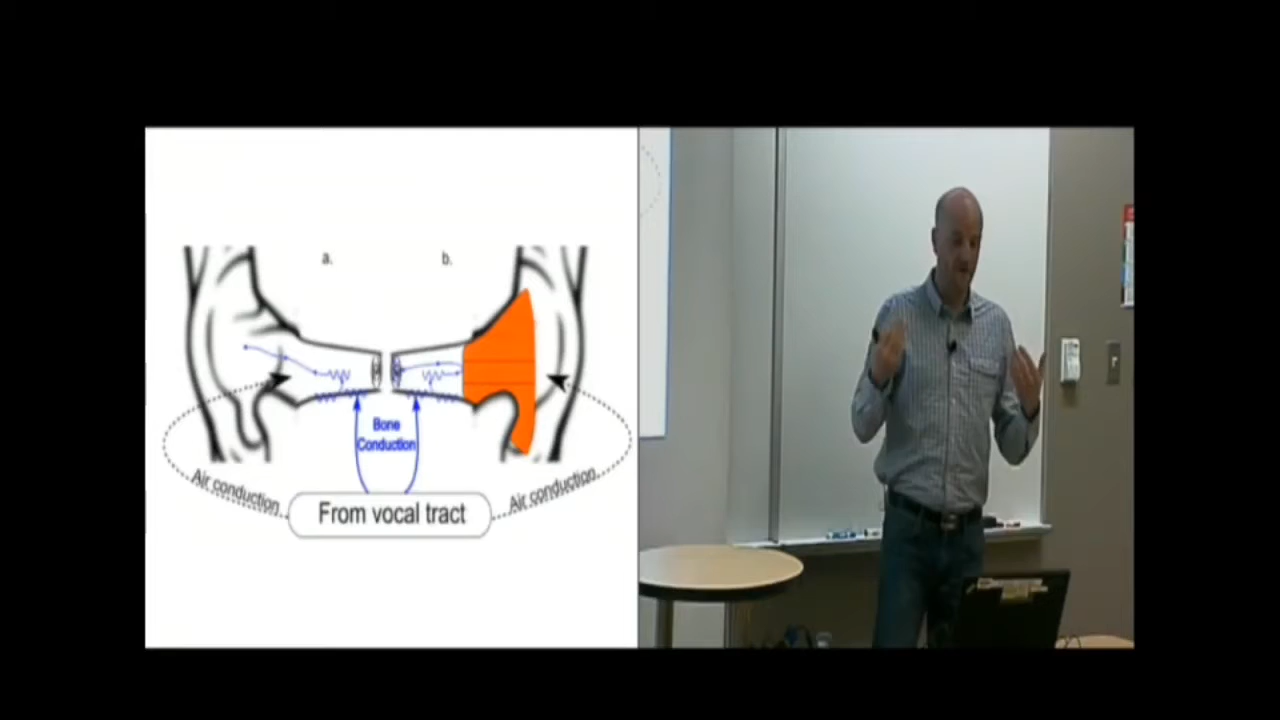 a.
b.
Bone
Conduction
Air conduction
Air conduction
From vocal tract